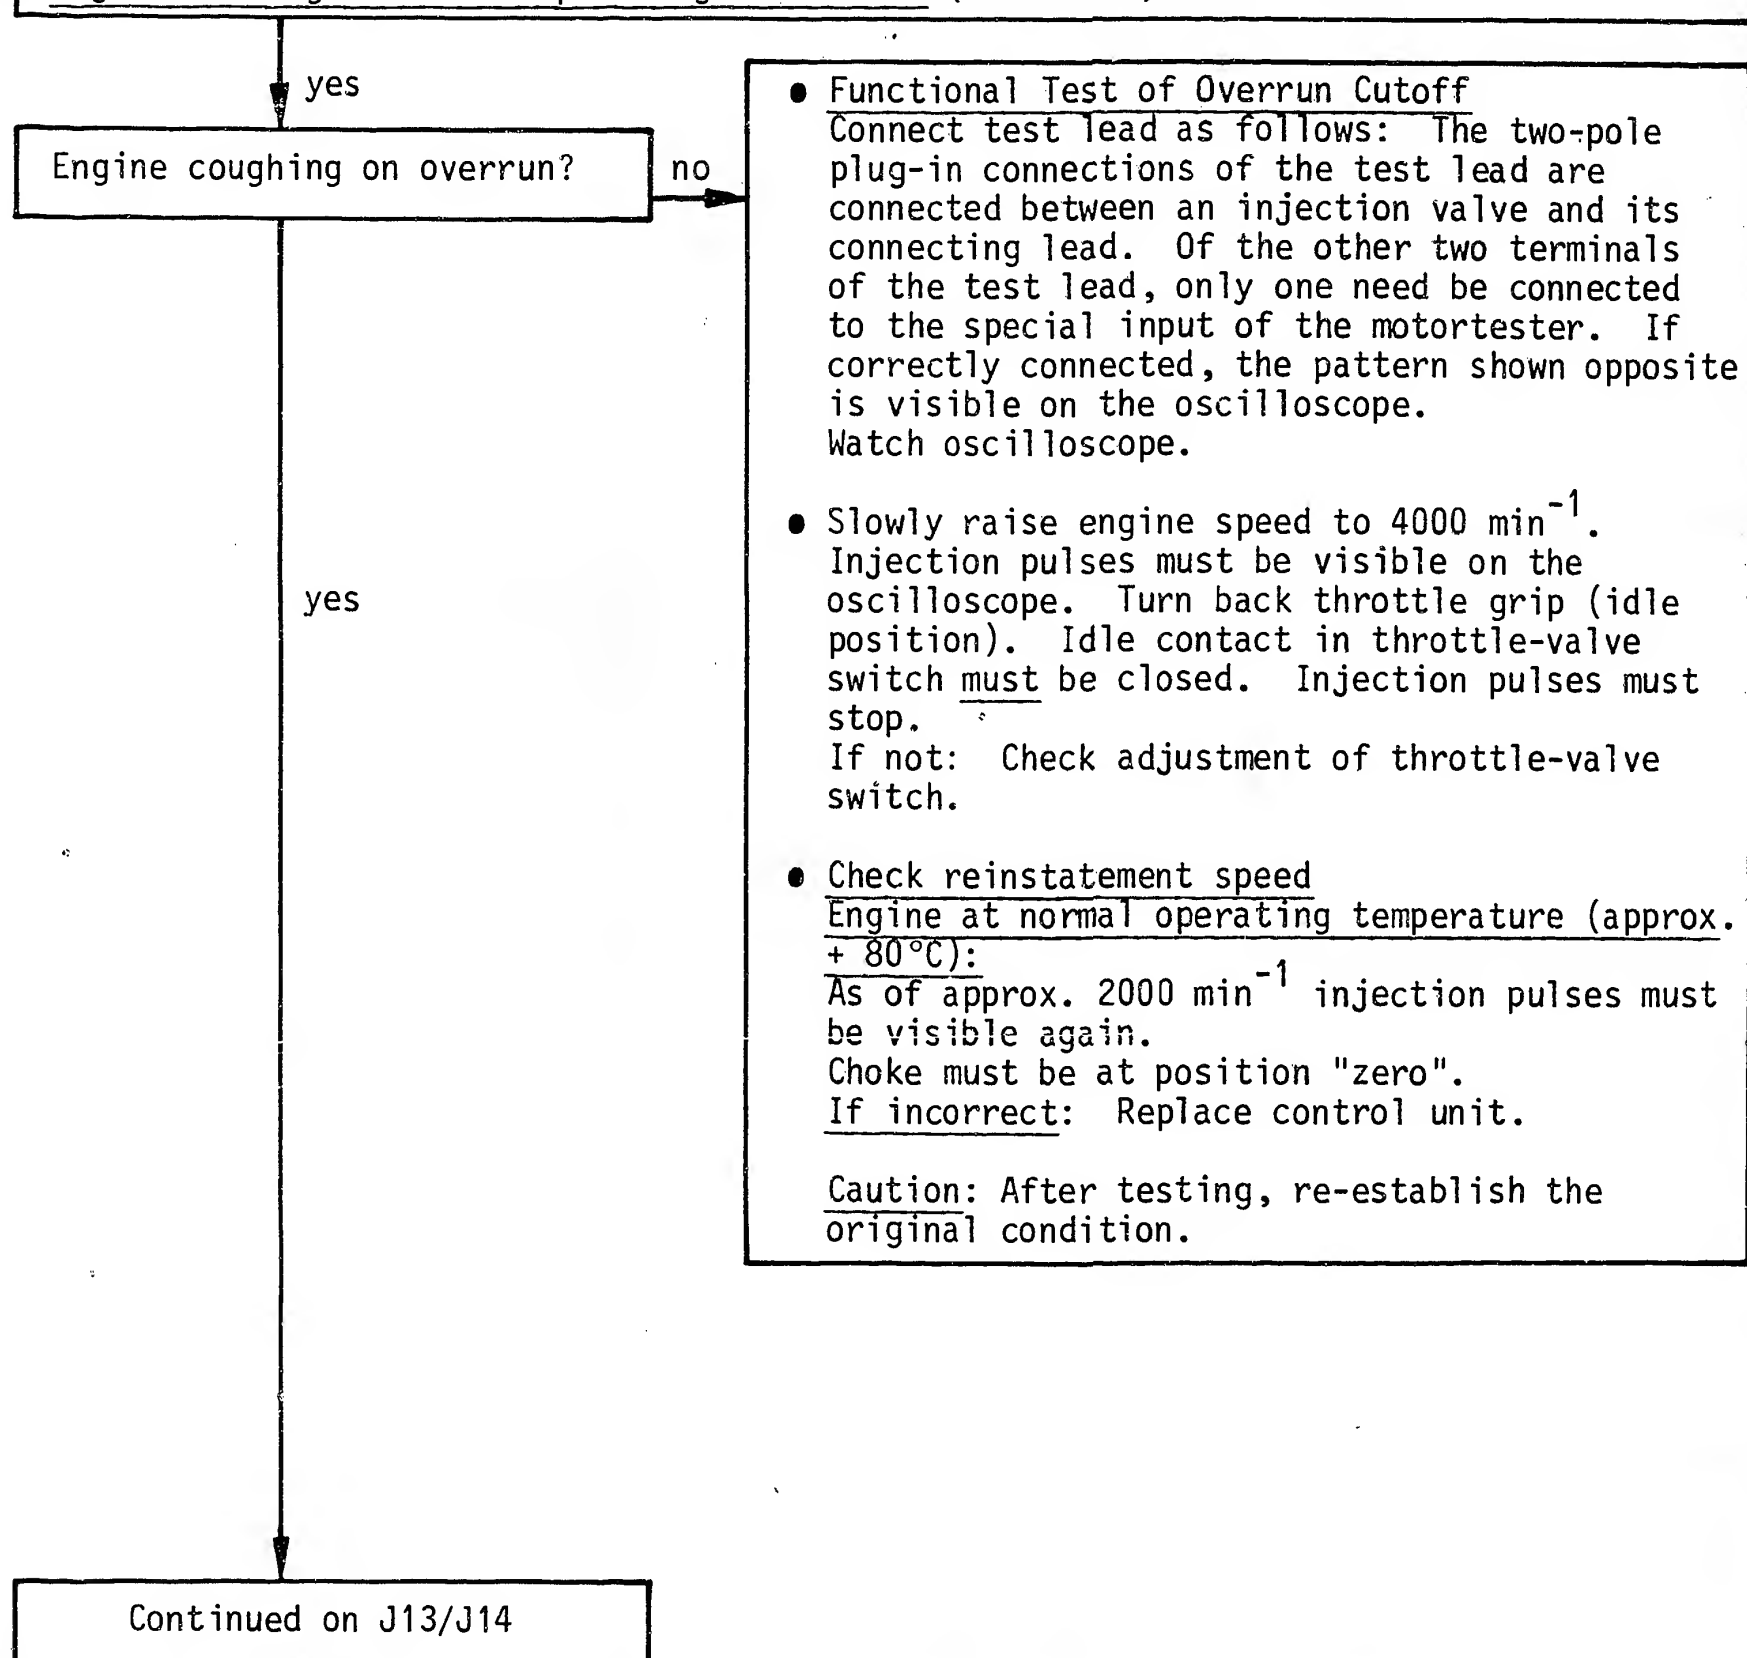 yes
Engine coughing on overrun?
no
● Functional Test of Overrun Cutoff
Connect test lead as follows: The two-pole
plug-in connections of the test lead are
connected between an injection valve and its
connecting lead. Of the other two terminals
of the test lead, only one need be connected
to the special input of the motortester. If
correctly connected, the pattern shown opposite
is visible on the oscilloscope.
Watch oscilloscope.
● Slowly raise engine speed to 4000 min⁻¹.
Injection pulses must be visible on the
oscilloscope. Turn back throttle grip (idle
position). Idle contact in throttle-valve
switch must be closed. Injection pulses must
stop.
If not: Check adjustment of throttle-valve
switch.
● Check reinstatement speed
Engine at normal operating temperature (approx.
+ 80°C):
As of approx. 2000 min⁻¹ injection pulses must
be visible again.
Choke must be at position "zero".
If incorrect: Replace control unit.
Caution: After testing, re-establish the
original condition.
yes
Continued on J13/J14